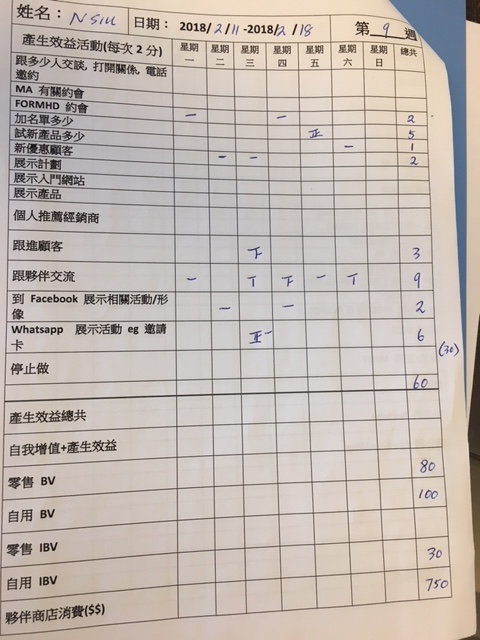 姓名： NSIU 日期： 2018/2/11-2018/2/18 第 9 週
產生效益活動(每次 2 分) 星期一 星期二 星期三 星期四 星期五 星期六 星期日 總共
跟多少人交談, 打開關係, 電話
邀約
MA 有關約會
FORMHD 約會
加名單多少 一 一 2
試新產品多少 正 5
新優惠顧客 一 1
展示計劃 一 一 2
展示入門網站
展示產品
個人推薦經銷商
跟進顧客 下 3
跟夥伴交流 一 T 下 一 T 9
到 Facebook 展示相關活動/形
像 一 一 2
Whatsapp 展示活動 eg 邀請
卡 正一 6
(30)
停止做
60
產生效益總共
自我增值+產生效益
零售 BV 80
自用 BV 100
零售 IBV
自用 IBV 30
夥伴商店消費($$) 750